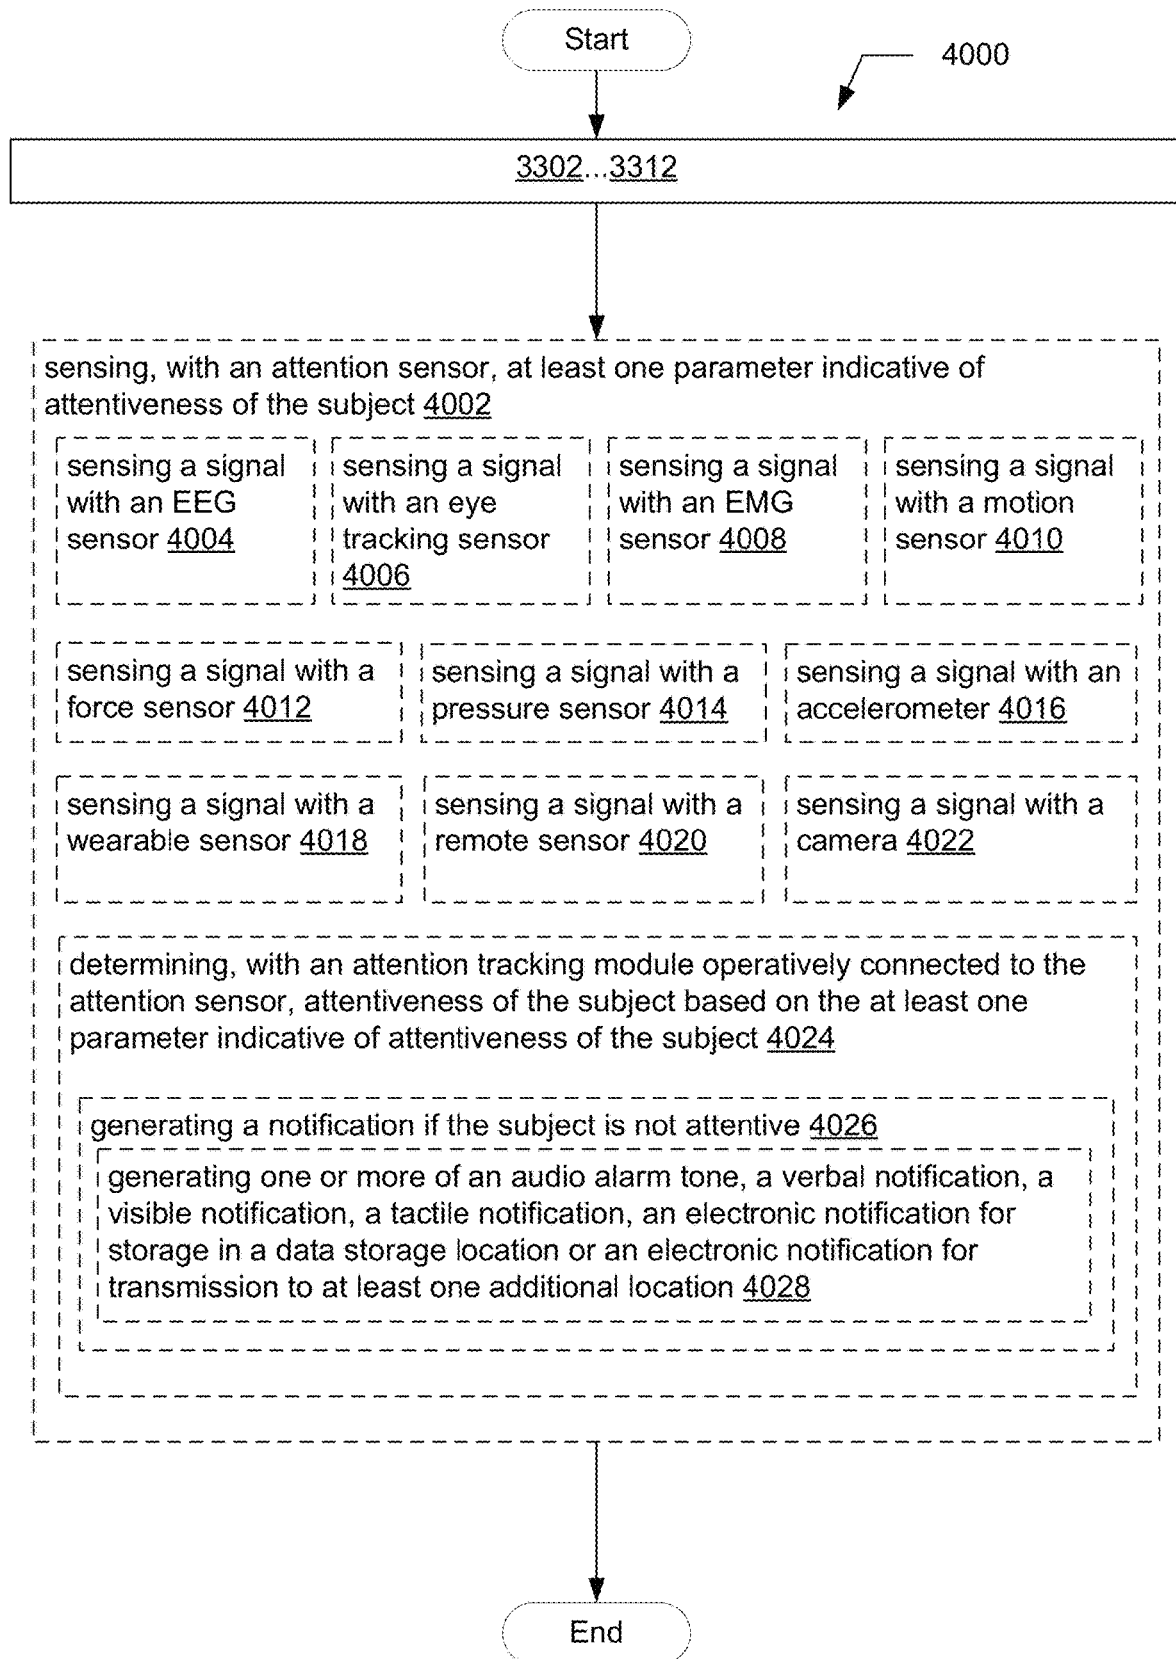 Start
4000
3302...3312
sensing, with an attention sensor, at least one parameter indicative of
attentiveness of the subject 4002
sensing a signal
with an EEG
sensor 4004
sensing a signal
with an eye
tracking sensor
4006
sensing a signal
with an EMG
sensor 4008
sensing a signal
with a motion
sensor 4010
sensing a signal with a
force sensor 4012
sensing a signal with a
pressure sensor 4014
sensing a signal with an
accelerometer 4016
sensing a signal with a
wearable sensor 4018
sensing a signal with a
remote sensor 4020
sensing a signal with a
camera 4022
determining, with an attention tracking module operatively connected to the
attention sensor, attentiveness of the subject based on the at least one
parameter indicative of attentiveness of the subject 4024
generating a notification if the subject is not attentive 4026
generating one or more of an audio alarm tone, a verbal notification, a
visible notification, a tactile notification, an electronic notification for
storage in a data storage location or an electronic notification for
transmission to at least one additional location 4028
End